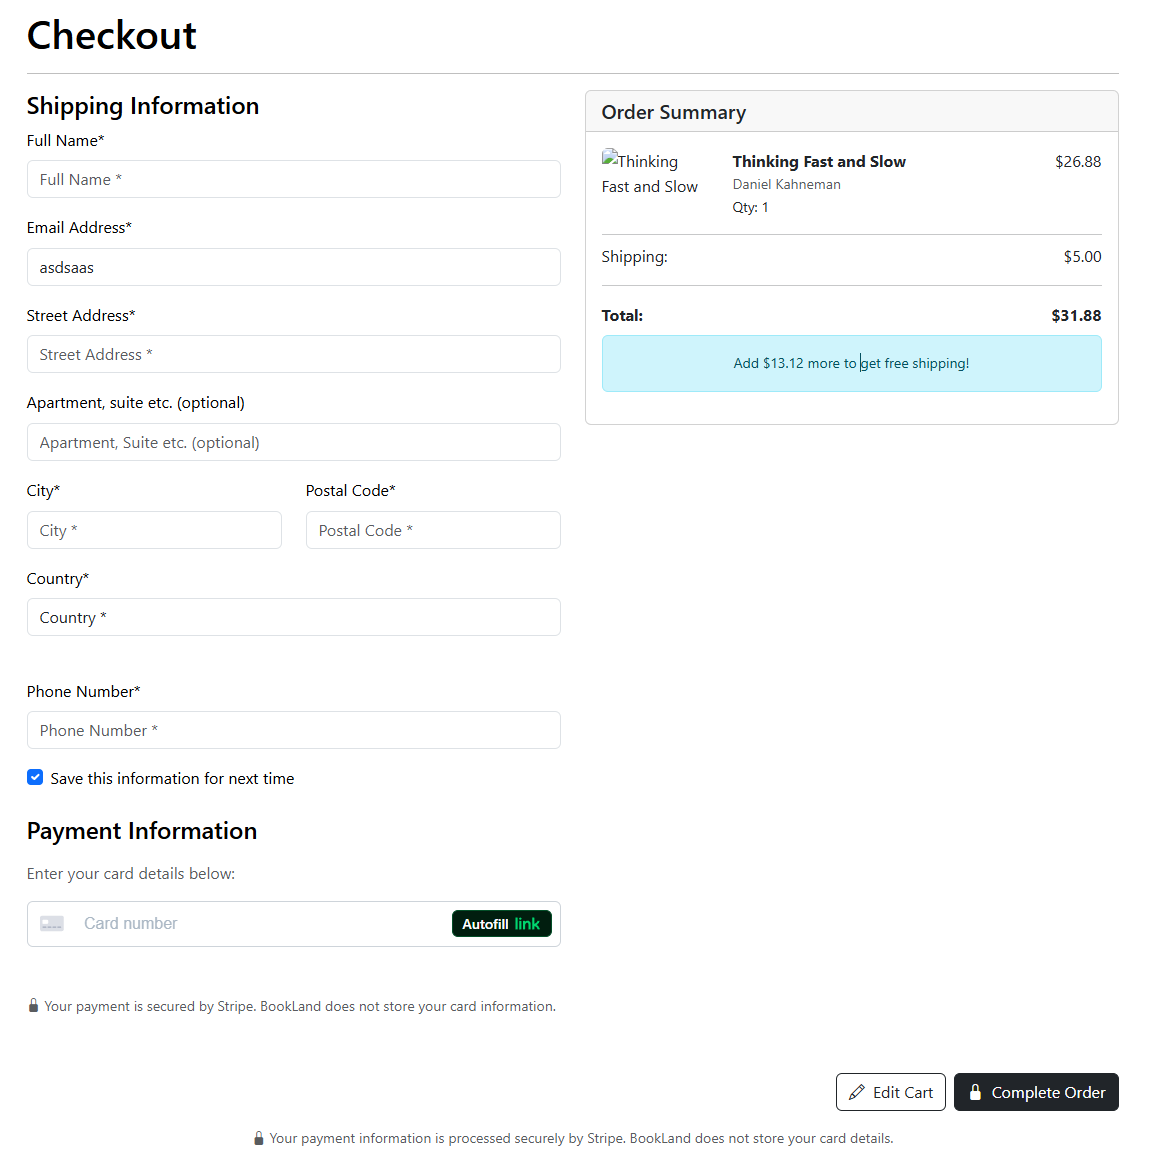 Checkout
Shipping Information
Full Name*
Full Name *
Email Address*
asdsaas
Street Address*
Street Address *
Apartment, suite etc. (optional)
Apartment, Suite etc. (optional)
City*
Postal Code*
City *
Postal Code *
Country*
Country *
Phone Number*
Phone Number *
Save this information for next time
Payment Information
Enter your card details below:
Card number
Autofill link
Your payment is secured by Stripe. BookLand does not store your card information.
Order Summary
Thinking
Fast and Slow
Thinking Fast and Slow
$26.88
Daniel Kahneman
Qty: 1
Shipping:
$5.00
Total:
$31.88
Add $13.12 more to get free shipping!
Edit Cart
Complete Order
Your payment information is processed securely by Stripe. BookLand does not store your card details.